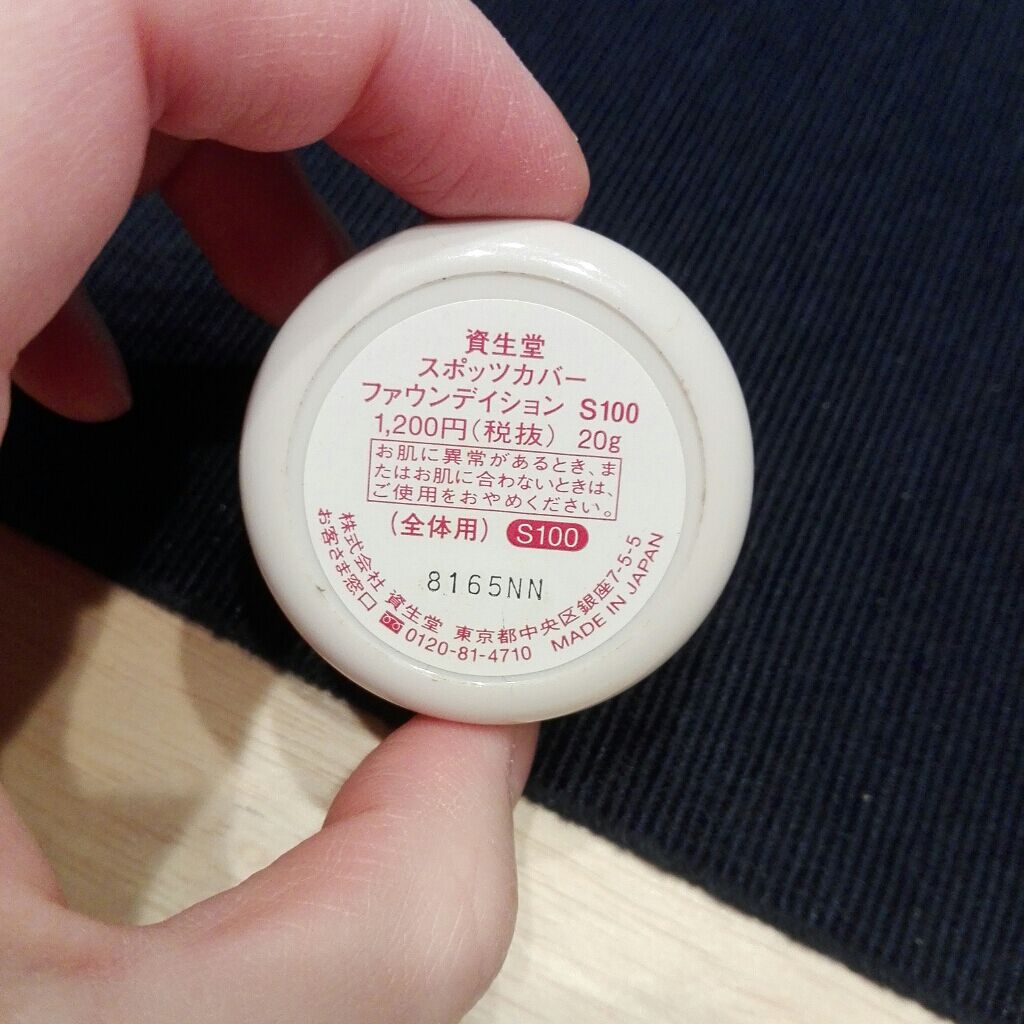 資生堂
スポッツカバー
ファウンデイション S100
1,200円(税抜) 20g
お肌に異常があるとき、ま
たはお肌に合わないときは、
ご使用をおやめください。
(全体用) S100
8165NN
株式会社 資生堂 東京都中央区銀座7-5-5
お客さま窓口 0120-81-4710 MADE IN JAPAN